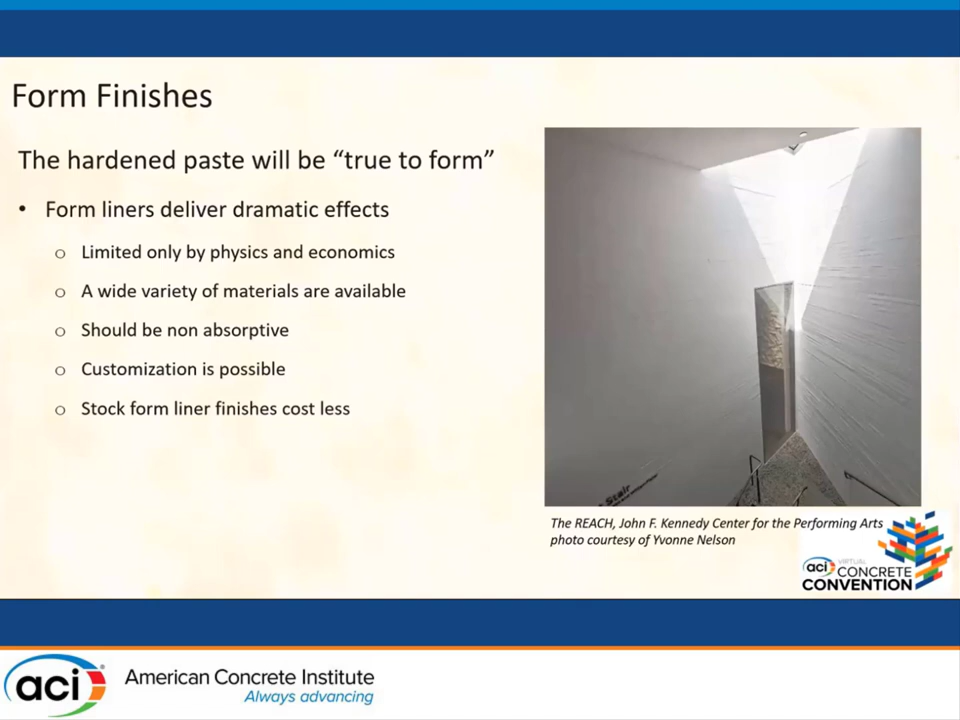 Form Finishes
The hardened paste will be “true to form”
• Form liners deliver dramatic effects
o Limited only by physics and economics
o A wide variety of materials are available
o Should be non absorptive
o Customization is possible
o Stock form liner finishes cost less
Stair
The REACH, John F. Kennedy Center for the Performing Arts
photo courtesy of Yvonne Nelson
aci VIRTUAL
CONCRETE
CONVENTION
aci®
American Concrete Institute
Always advancing